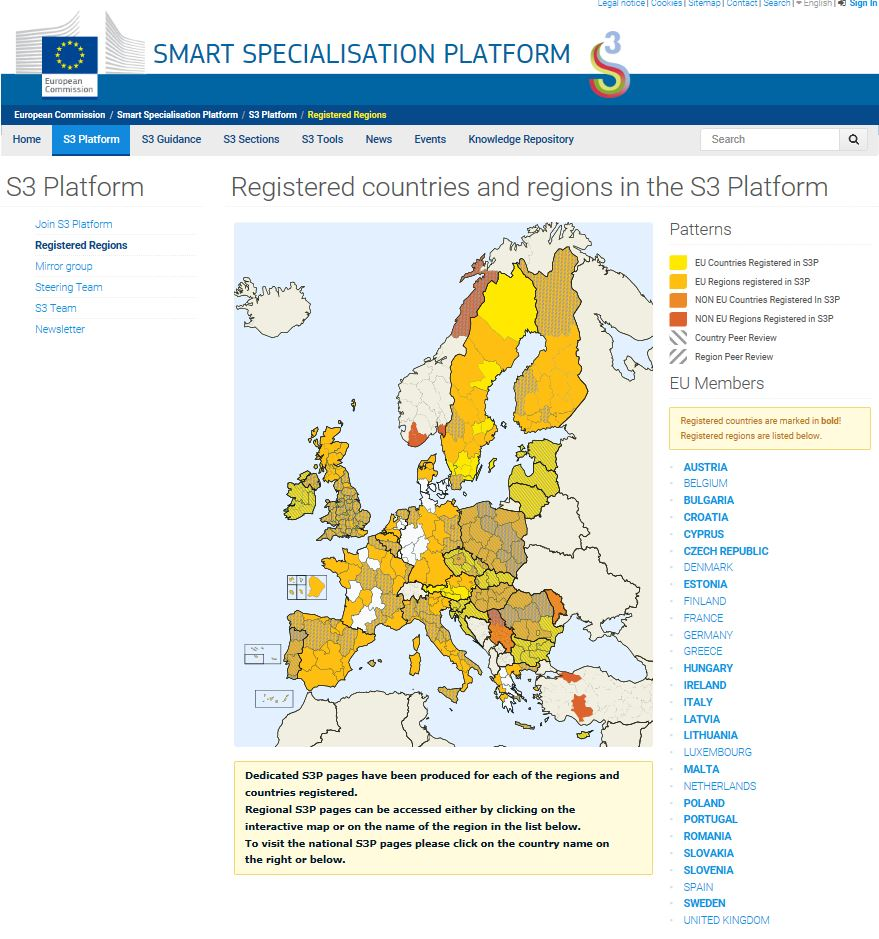 Legal notice | Cookies | Sitemap | Contact | Search | English | Sign In
European
Commission
SMART SPECIALISATION PLATFORM
S3
European Commission / Smart Specialisation Platform / S3 Platform / Registered Regions
Home S3 Platform S3 Guidance S3 Sections S3 Tools News Events Knowledge Repository Search
S3 Platform
Join S3 Platform
Registered Regions
Mirror group
Steering Team
S3 Team
Newsletter
Registered countries and regions in the S3 Platform
Patterns
EU Countries Registered in S3P
EU Regions registered in S3P
NON EU Countries Registered In S3P
NON EU Regions Registered in S3P
Country Peer Review
Region Peer Review
EU Members
Registered countries are marked in bold!
Registered regions are listed below.
AUSTRIA
BELGIUM
BULGARIA
CROATIA
CYPRUS
CZECH REPUBLIC
DENMARK
ESTONIA
FINLAND
FRANCE
GERMANY
GREECE
HUNGARY
IRELAND
ITALY
LATVIA
LITHUANIA
LUXEMBOURG
MALTA
NETHERLANDS
POLAND
PORTUGAL
ROMANIA
SLOVAKIA
SLOVENIA
SPAIN
SWEDEN
UNITED KINGDOM
Dedicated S3P pages have been produced for each of the regions and
countries registered.
Regional S3P pages can be accessed either by clicking on the
interactive map or on the name of the region in the list below.
To visit the national S3P pages please click on the country name on
the right or below.